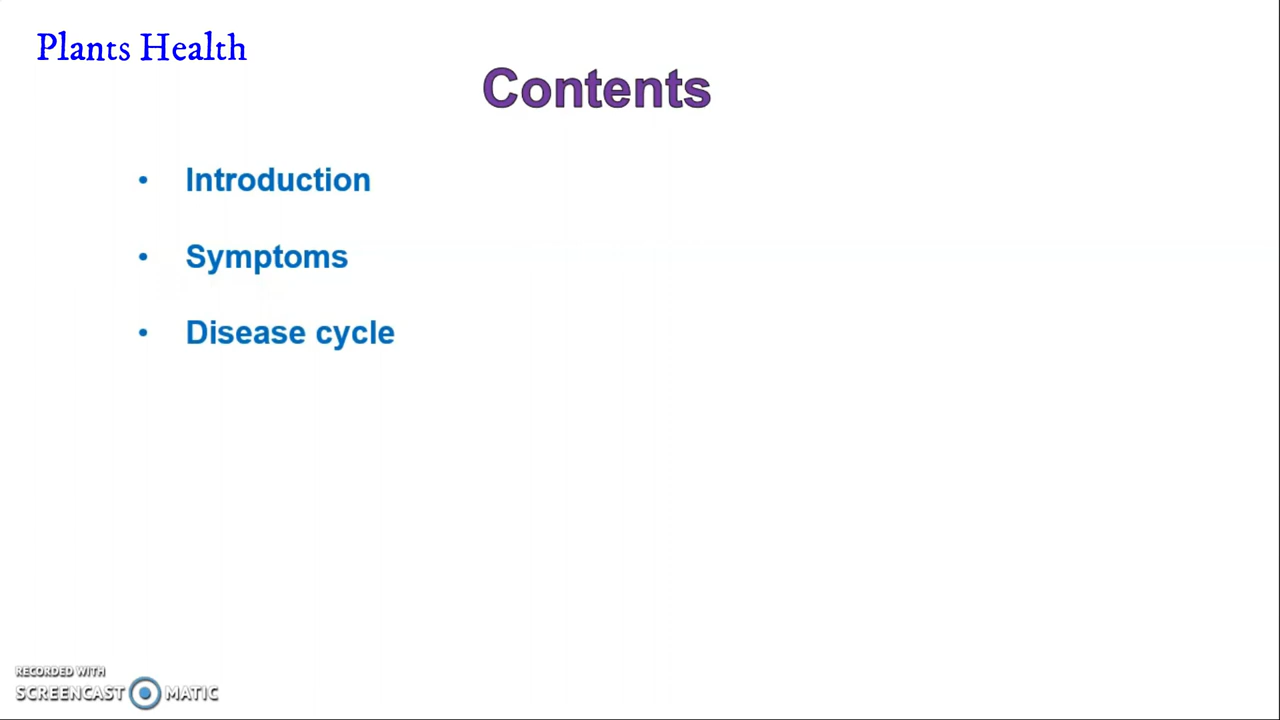 Plants Health
Contents
• Introduction
• Symptoms
• Disease cycle
RECORDED WITH
SCREENCAST MATIC